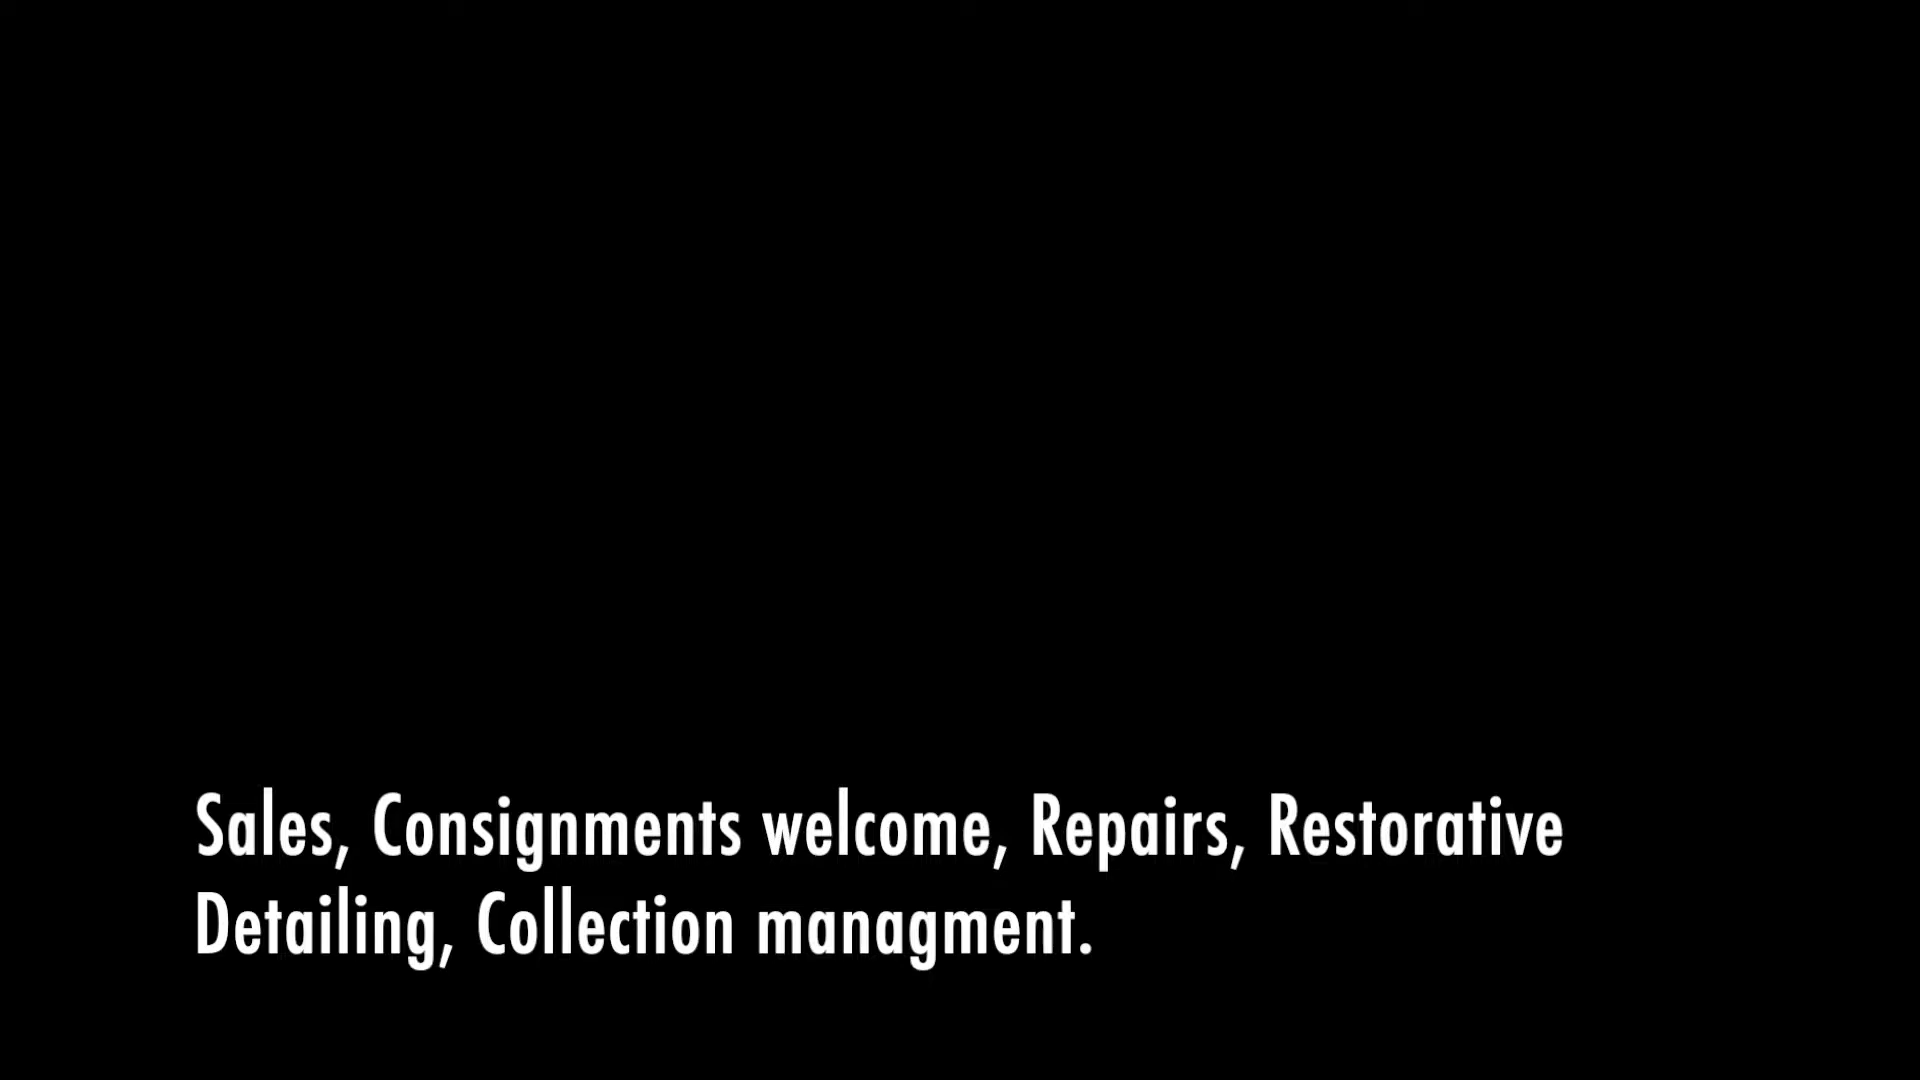 Sales, Consignments welcome, Repairs, Restorative
Detailing, Collection managment.